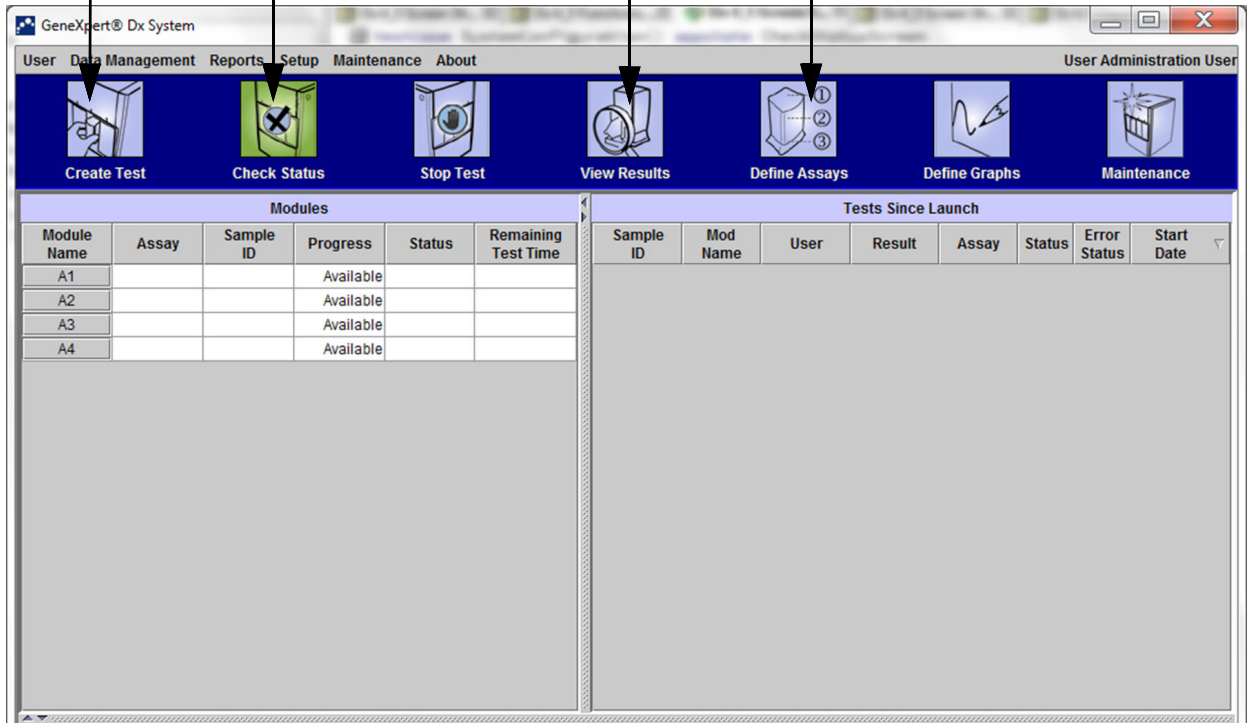 GeneXpert® Dx System
User Data Management Reports Setup Maintenance About User Administration User
① ② ③
Create Test Check Status Stop Test View Results Define Assays Define Graphs Maintenance
Modules
Module Name Assay Sample ID Progress Status Remaining Test Time
A1 Available
A2 Available
A3 Available
A4 Available
Tests Since Launch
Sample ID Mod Name User Result Assay Status Error Status Start Date